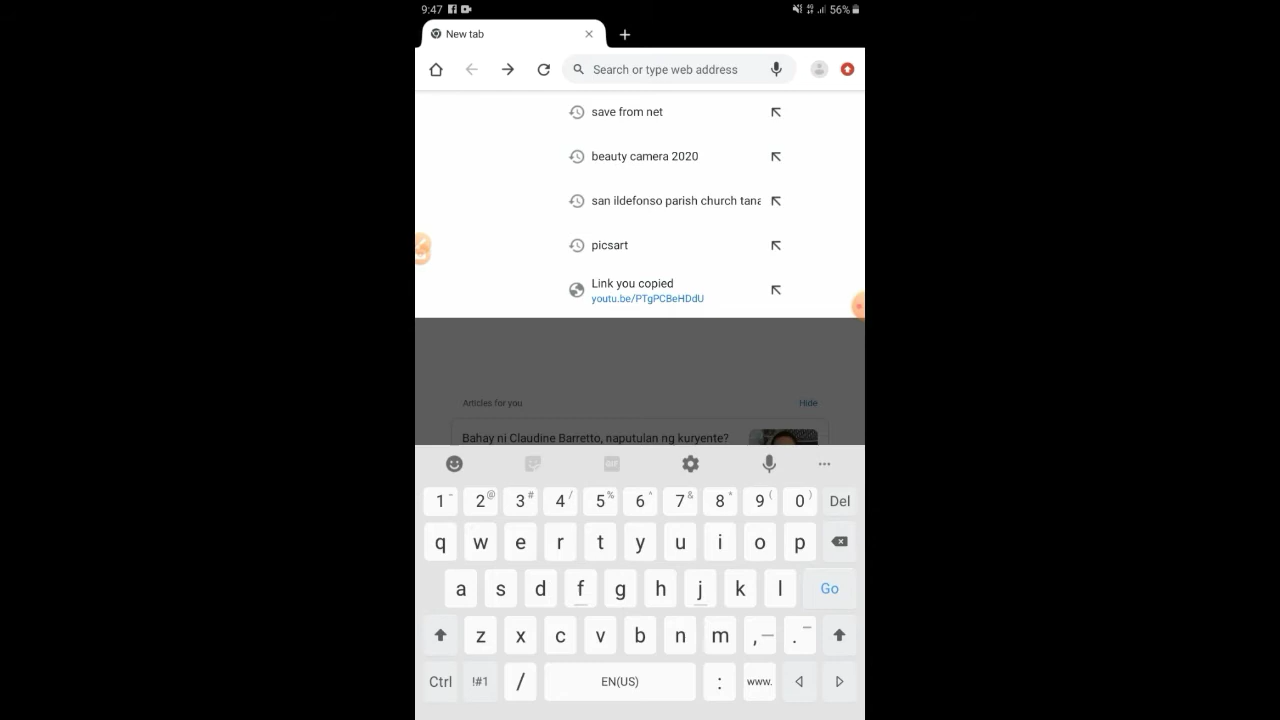 9:47 56%
New tab
Search or type web address
save from net
beauty camera 2020
san ildefonso parish church tana
picsart
Link you copied
youtu.be/PTgPCBeHDdU
Articles for you Hide
Bahay ni Claudine Barretto, naputulan ng kuryente?
GIF
1 - 2 @ 3 # 4 / 5 % 6 ^ 7 & 8 * 9 ( 0 ) Del
q w e r t y u i o p
a s d f g h j k l Go
z x c v b n m , — . —
Ctrl !#1 / EN(US) : www.